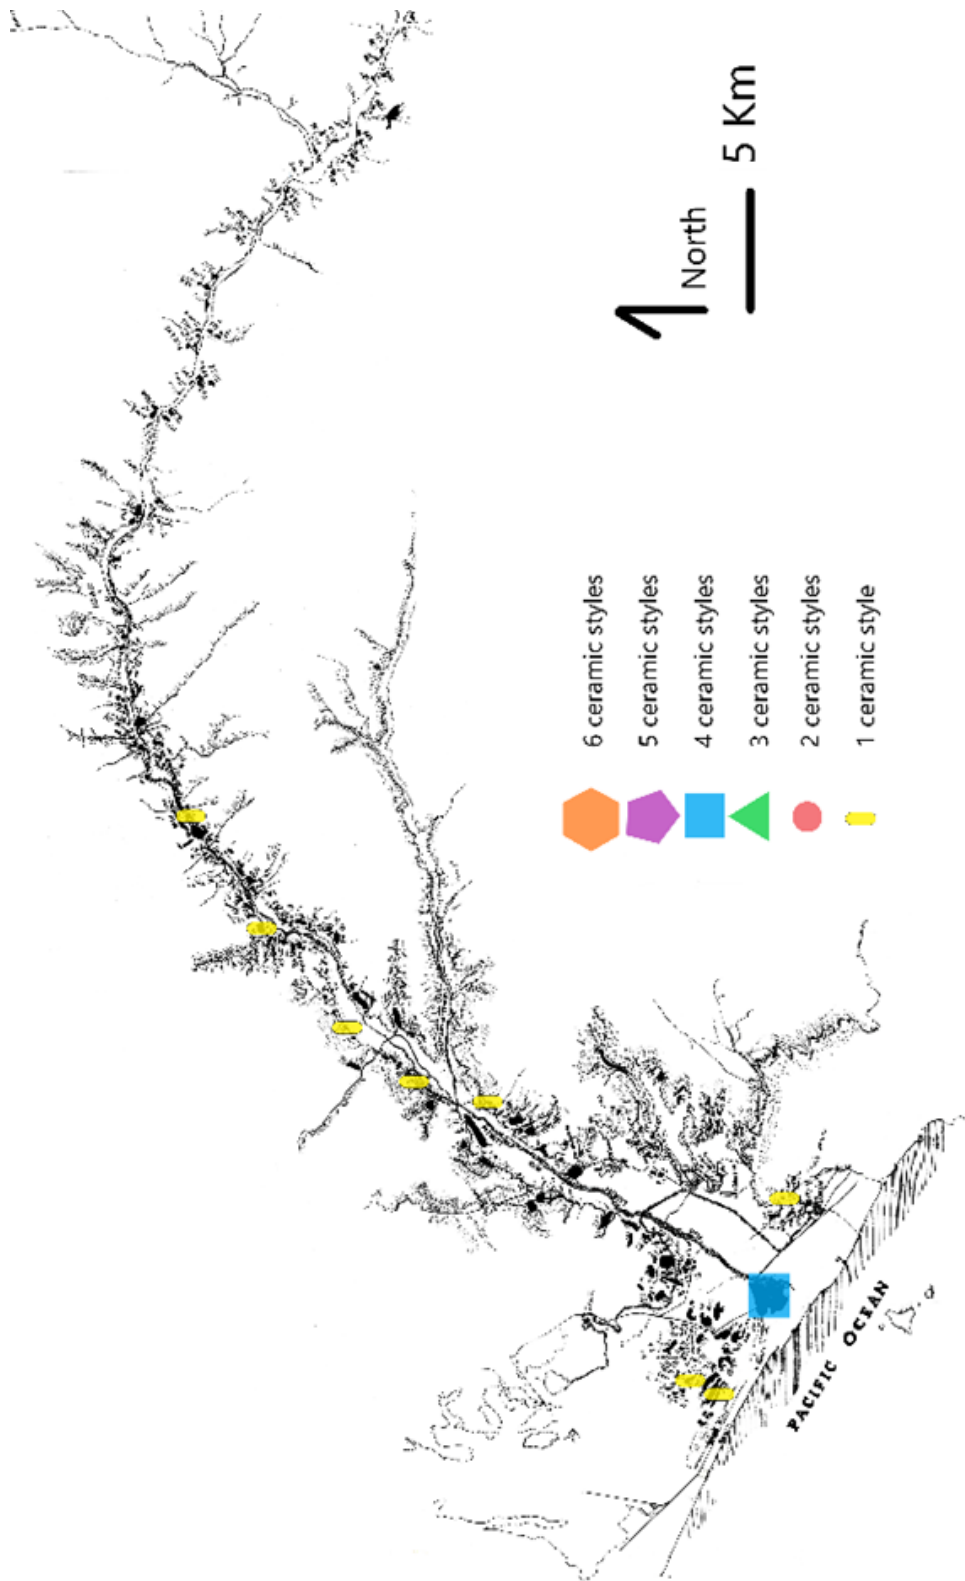 North
5 Km
6 ceramic styles
5 ceramic styles
4 ceramic styles
3 ceramic styles
2 ceramic styles
1 ceramic style
PACIFIC OCEAN